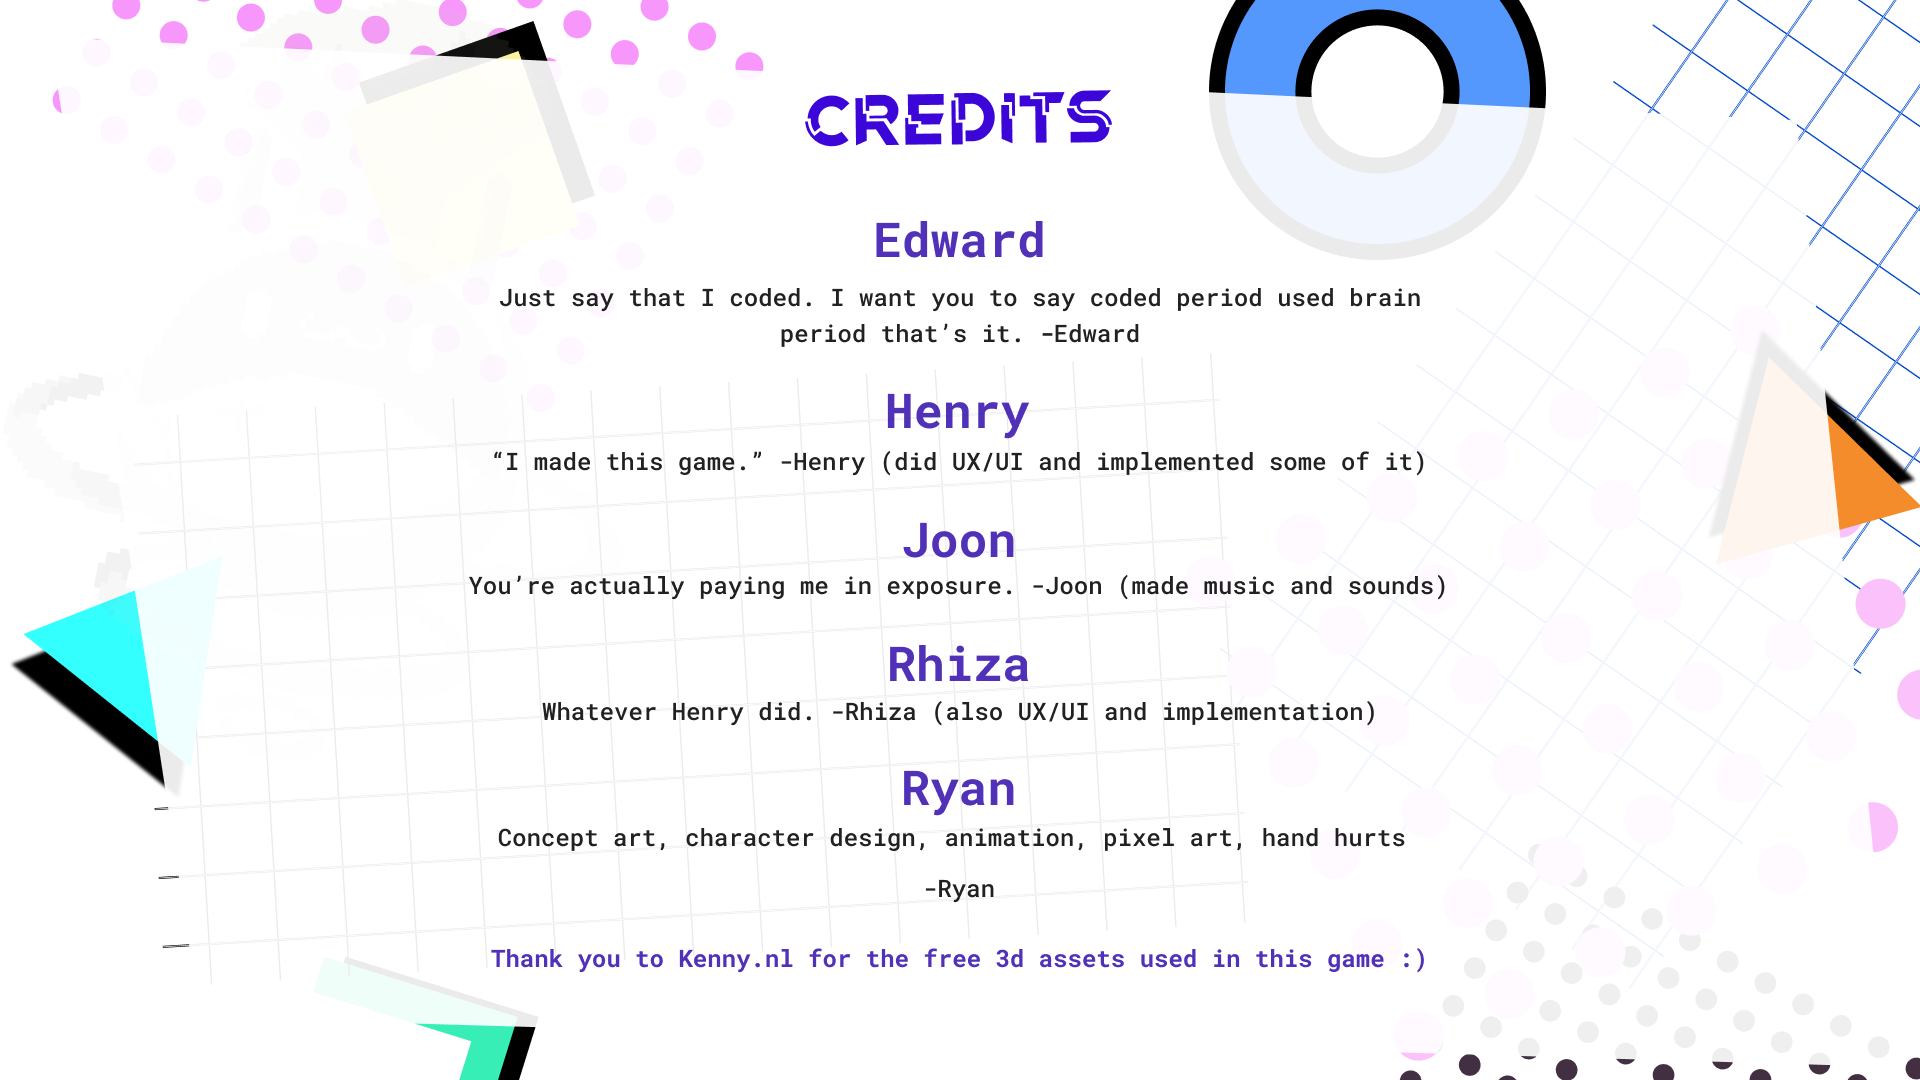 CREDITS
Edward
Just say that I coded. I want you to say coded period used brain
period that’s it. -Edward
Henry
“I made this game.” -Henry (did UX/UI and implemented some of it)
Joon
You’re actually paying me in exposure. -Joon (made music and sounds)
Rhiza
Whatever Henry did. -Rhiza (also UX/UI and implementation)
Ryan
Concept art, character design, animation, pixel art, hand hurts
-Ryan
Thank you to Kenny.nl for the free 3d assets used in this game :)